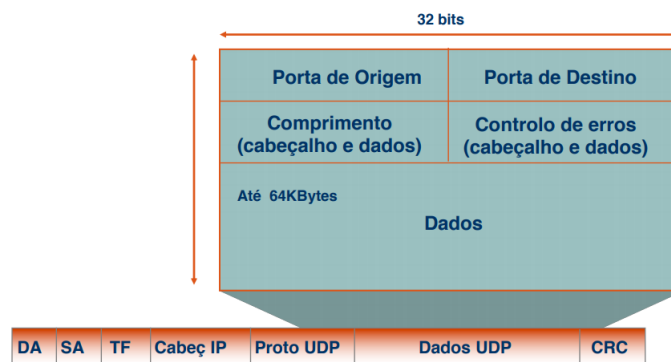 32 bits
Porta de Origem
Porta de Destino
Comprimento
(cabeçalho e dados)
Controlo de erros
(cabeçalho e dados)
Até 64KBytes
Dados
DA
SA
TF
Cabeç IP
Proto UDP
Dados UDP
CRC